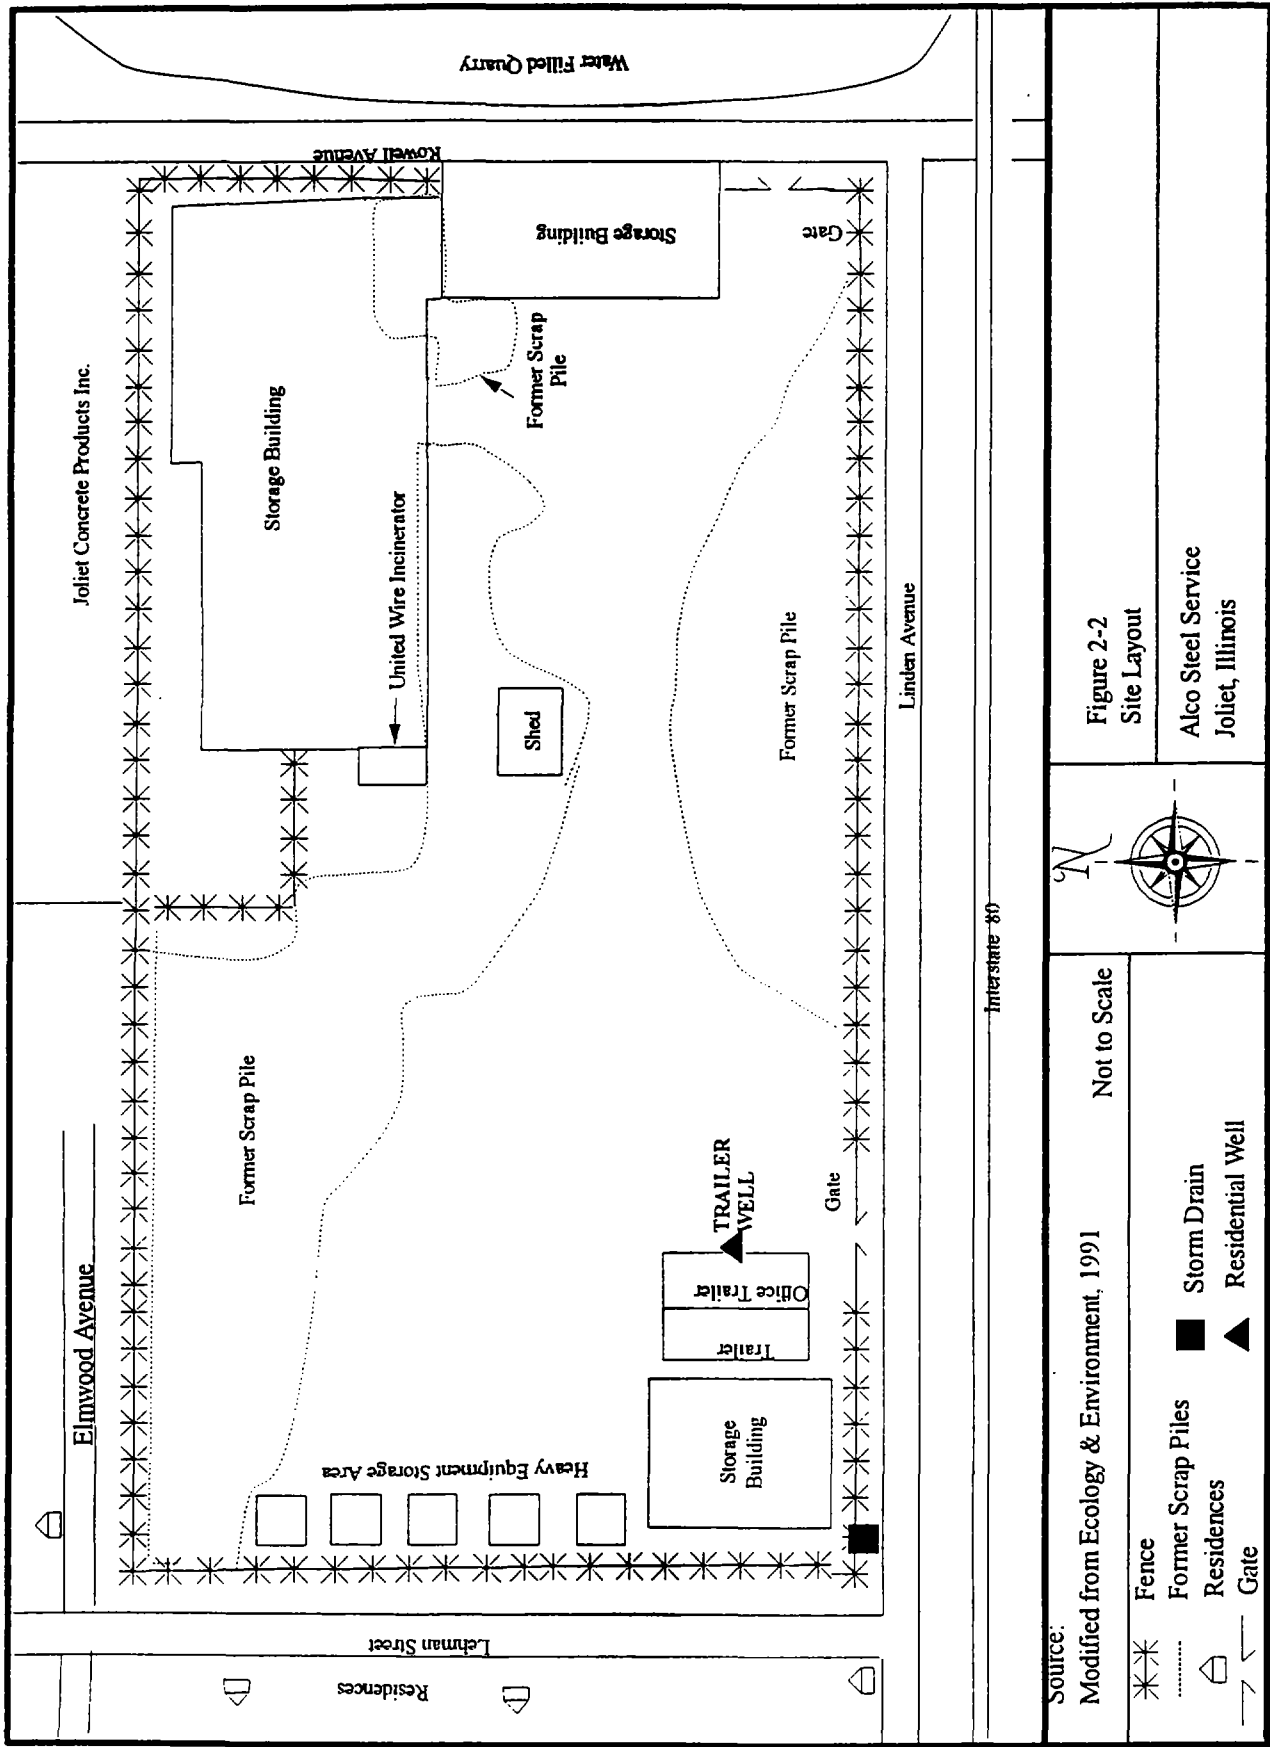 Elmwood Avenue
Joliet Concrete Products Inc.
Water Filled Quarry
Rowell Avenue
Storage Building
United Wire Incinerator
Storage Building
Former Scrap
Pile
Gate
Former Scrap Pile
Shed
Former Scrap Pile
Residences
Lehman Street
Heavy Equipment Storage Area
Storage
Building
Trailer
Office Trailer
TRAILER
WELL
Gate
Linden Avenue
Interstate 80
Source:
Modified from Ecology & Environment, 1991
Not to Scale
Fence
Former Scrap Piles
Residences
Gate
Storm Drain
Residential Well
N
Figure 2-2
Site Layout
Alco Steel Service
Joliet, Illinois